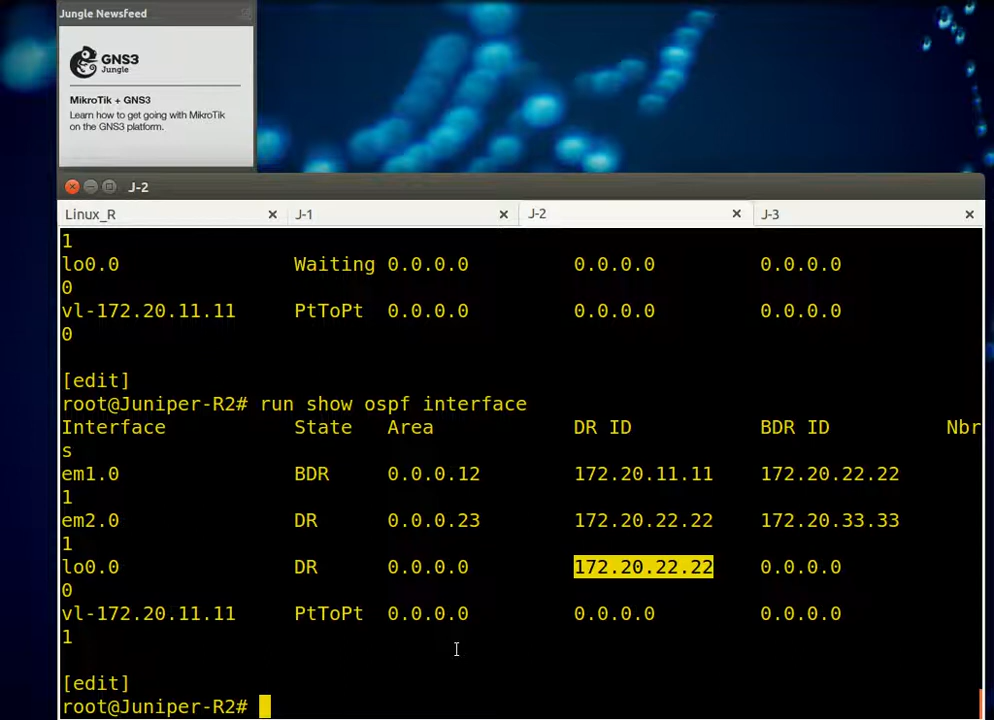 Jungle Newsfeed
GNS3
Jungle
MikroTik + GNS3
Learn how to get going with MikroTik
on the GNS3 platform.
J-2
Linux_R J-1 J-2 J-3
1
lo0.0 Waiting 0.0.0.0 0.0.0.0 0.0.0.0
0
vl-172.20.11.11 PtToPt 0.0.0.0 0.0.0.0 0.0.0.0
0
[edit]
root@Juniper-R2# run show ospf interface
Interface State Area DR ID BDR ID Nbr
s
em1.0 BDR 0.0.0.12 172.20.11.11 172.20.22.22
1
em2.0 DR 0.0.0.23 172.20.22.22 172.20.33.33
1
lo0.0 DR 0.0.0.0 172.20.22.22 0.0.0.0
0
vl-172.20.11.11 PtToPt 0.0.0.0 0.0.0.0 0.0.0.0
1
[edit]
root@Juniper-R2#